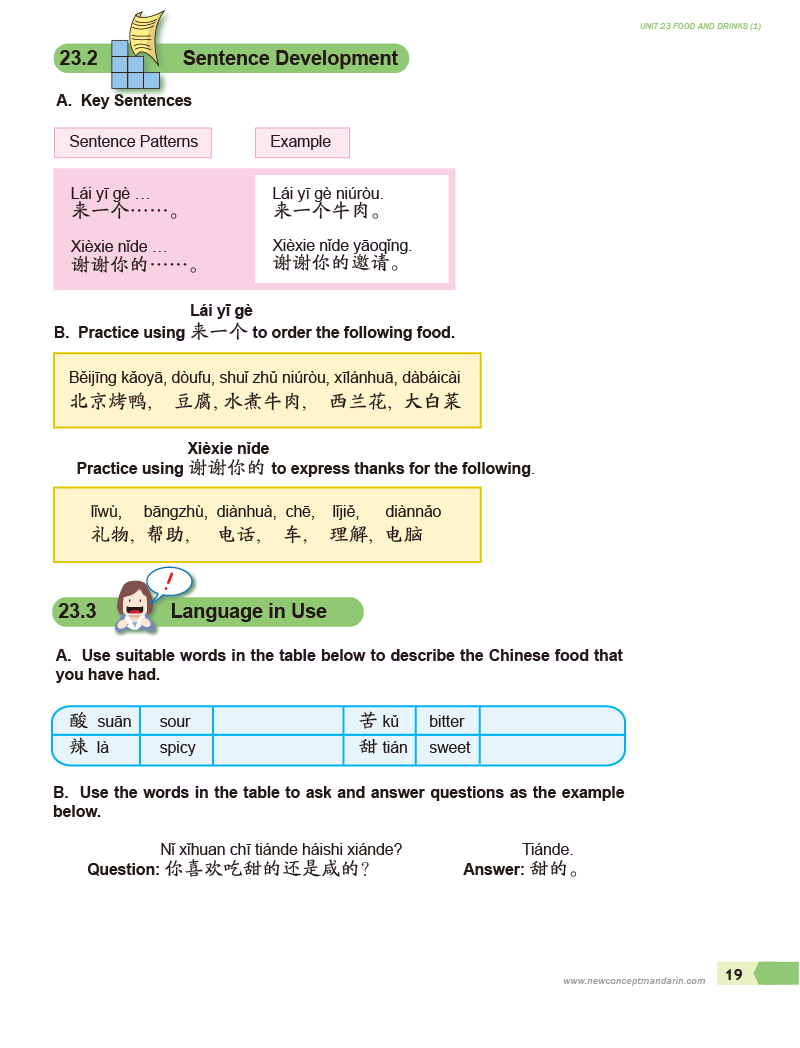 UNIT 23 FOOD AND DRINKS (1)
23.2 Sentence Development
A. Key Sentences
Sentence Patterns Example
Lái yī gè … Lái yī gè niúròu.
来一个……。 来一个牛肉。
Xièxie nǐde … Xièxie nǐde yāoqǐng.
谢谢你的……。 谢谢你的邀请。
Lái yī gè
B. Practice using 来一个 to order the following food.
Běijīng kǎoyā, dòufu, shuǐ zhǔ niúròu, xīlánhuā, dàbáicài
北京烤鸭, 豆腐, 水煮牛肉, 西兰花, 大白菜
Xièxie nǐde
Practice using 谢谢你的 to express thanks for the following.
lǐwù, bāngzhù, diànhuà, chē, lǐjiě, diànnǎo
礼物, 帮助, 电话, 车, 理解, 电脑
!
23.3 Language in Use
A. Use suitable words in the table below to describe the Chinese food that
you have had.
酸 suān sour 苦 kǔ bitter
辣 là spicy 甜 tián sweet
B. Use the words in the table to ask and answer questions as the example
below.
Nǐ xǐhuan chī tiánde háishi xiánde? Tiánde.
Question: 你喜欢吃甜的还是咸的? Answer: 甜的。
www.newconceptmandarin.com 19